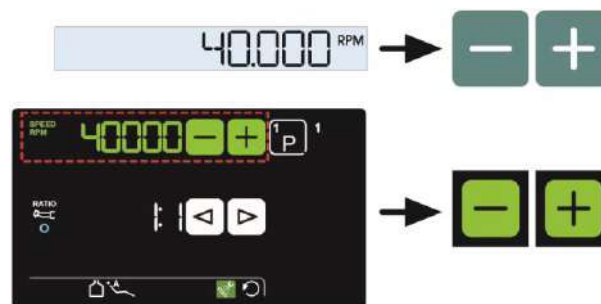 40.000 RPM
SPEED
RPM
40000 - +
1 P 1
RATIO
1:1